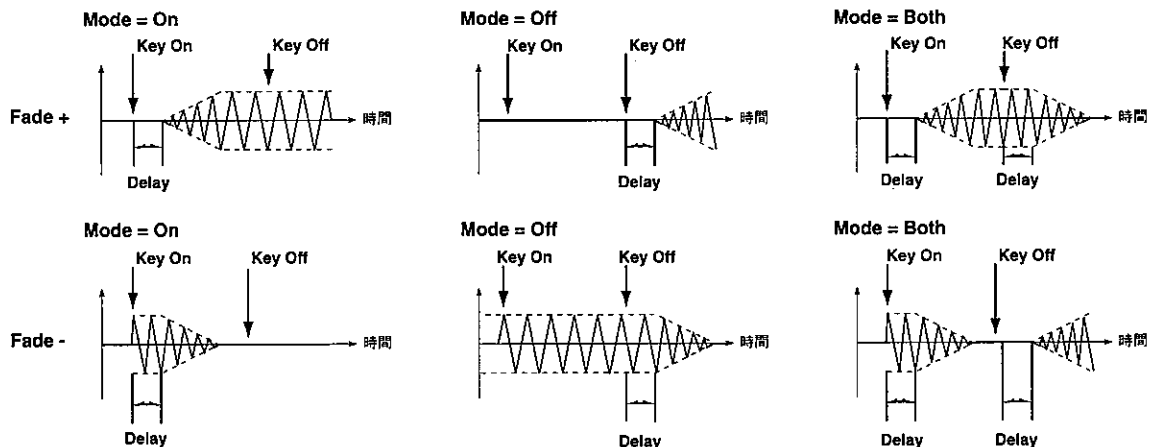 Mode = On
Mode = Off
Mode = Both
Key On
Key Off
Key On
Key Off
Key On
Key Off
Fade +
時間
時間
時間
Delay
Delay
Delay
Delay
Mode = On
Mode = Off
Mode = Both
Key On
Key Off
Key On
Key Off
Key On
Key Off
Fade -
時間
時間
時間
Delay
Delay
Delay
Delay